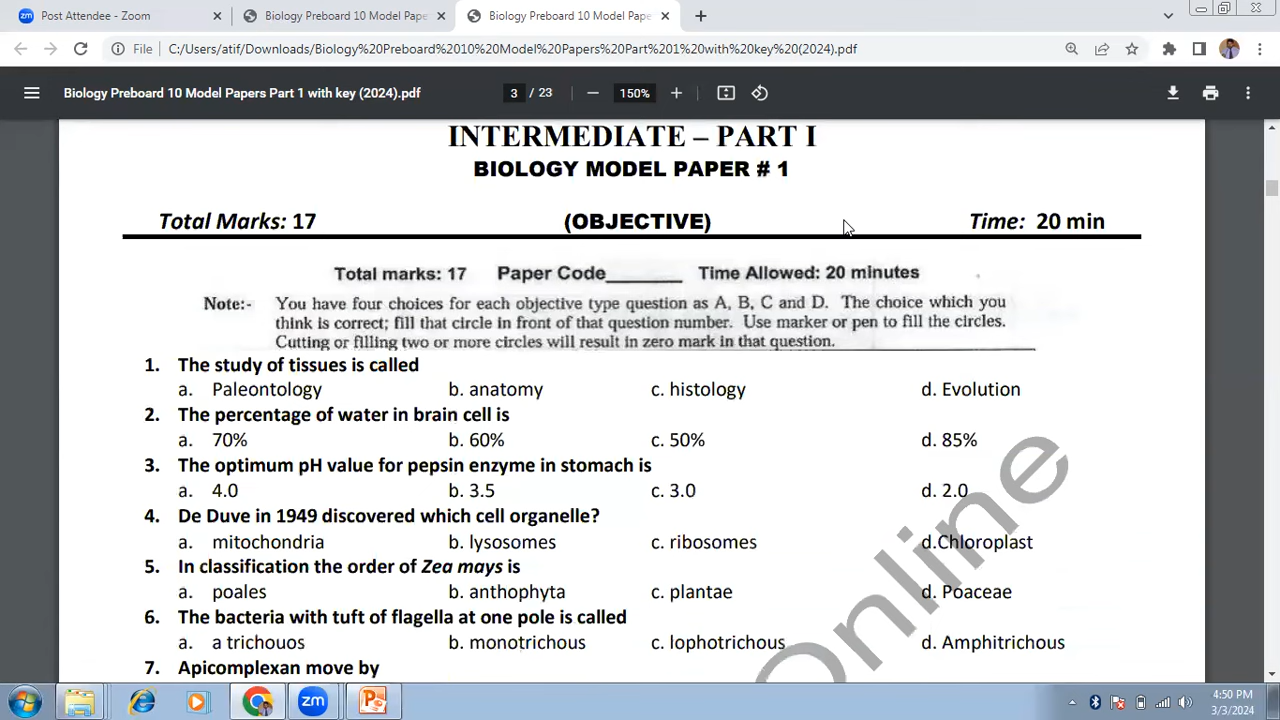 Post Attendee - Zoom
Biology Preboard 10 Model Papers
Biology Preboard 10 Model Pape
File
C:/Users/atif/Downloads/Biology%20Preboard%2010%20Model%20Papers%20Part%201%20with%20key%20(2024).pdf
Biology Preboard 10 Model Papers Part 1 with key (2024).pdf
3 / 23
150%
INTERMEDIATE – PART I
BIOLOGY MODEL PAPER # 1
Total Marks: 17 (OBJECTIVE) Time: 20 min
Total marks: 17 Paper Code______ Time Allowed: 20 minutes
Note:- You have four choices for each objective type question as A, B, C and D. The choice which you
think is correct; fill that circle in front of that question number. Use marker or pen to fill the circles.
Cutting or filling two or more circles will result in zero mark in that question.
1. The study of tissues is called
a. Paleontology b. anatomy c. histology d. Evolution
2. The percentage of water in brain cell is
a. 70% b. 60% c. 50% d. 85%
3. The optimum pH value for pepsin enzyme in stomach is
a. 4.0 b. 3.5 c. 3.0 d. 2.0
4. De Duve in 1949 discovered which cell organelle?
a. mitochondria b. lysosomes c. ribosomes d.Chloroplast
5. In classification the order of Zea mays is
a. poales b. anthophyta c. plantae d. Poaceae
6. The bacteria with tuft of flagella at one pole is called
a. a trichouos b. monotrichous c. lophotrichous d. Amphitrichous
7. Apicomplexan move by
Online
zm
4:50 PM
3/3/2024